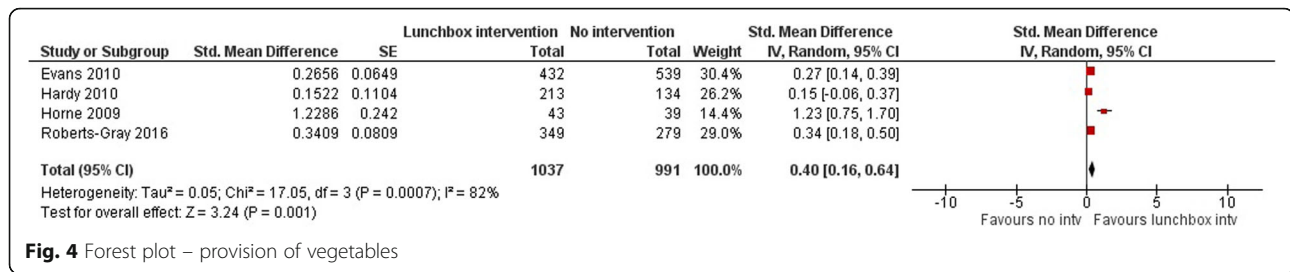 Lunchbox intervention No intervention Std. Mean Difference Std. Mean Difference
Study or Subgroup Std. Mean Difference SE Total Total Weight IV, Random, 95% CI IV, Random, 95% CI
Evans 2010 0.2656 0.0649 432 539 30.4% 0.27 [0.14, 0.39]
Hardy 2010 0.1522 0.1104 213 134 26.2% 0.15 [-0.06, 0.37]
Horne 2009 1.2286 0.242 43 39 14.4% 1.23 [0.75, 1.70]
Roberts-Gray 2016 0.3409 0.0809 349 279 29.0% 0.34 [0.18, 0.50]
Total (95% CI) 1037 991 100.0% 0.40 [0.16, 0.64]
Heterogeneity: Tau² = 0.05; Chi² = 17.05, df = 3 (P = 0.0007); I² = 82%
Test for overall effect: Z = 3.24 (P = 0.001)
-10 -5 0 5 10
Favours no intv Favours lunchbox intv
Fig. 4 Forest plot – provision of vegetables